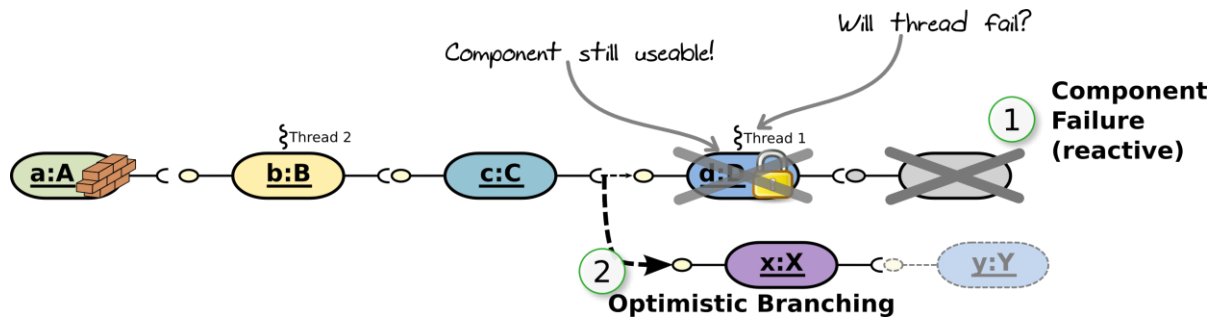 Will thread fail?
Component still useable!
1
Component
Failure
(reactive)
Thread 2
Thread 1
a:A
b:B
c:C
d:D
2
x:X
y:Y
Optimistic Branching